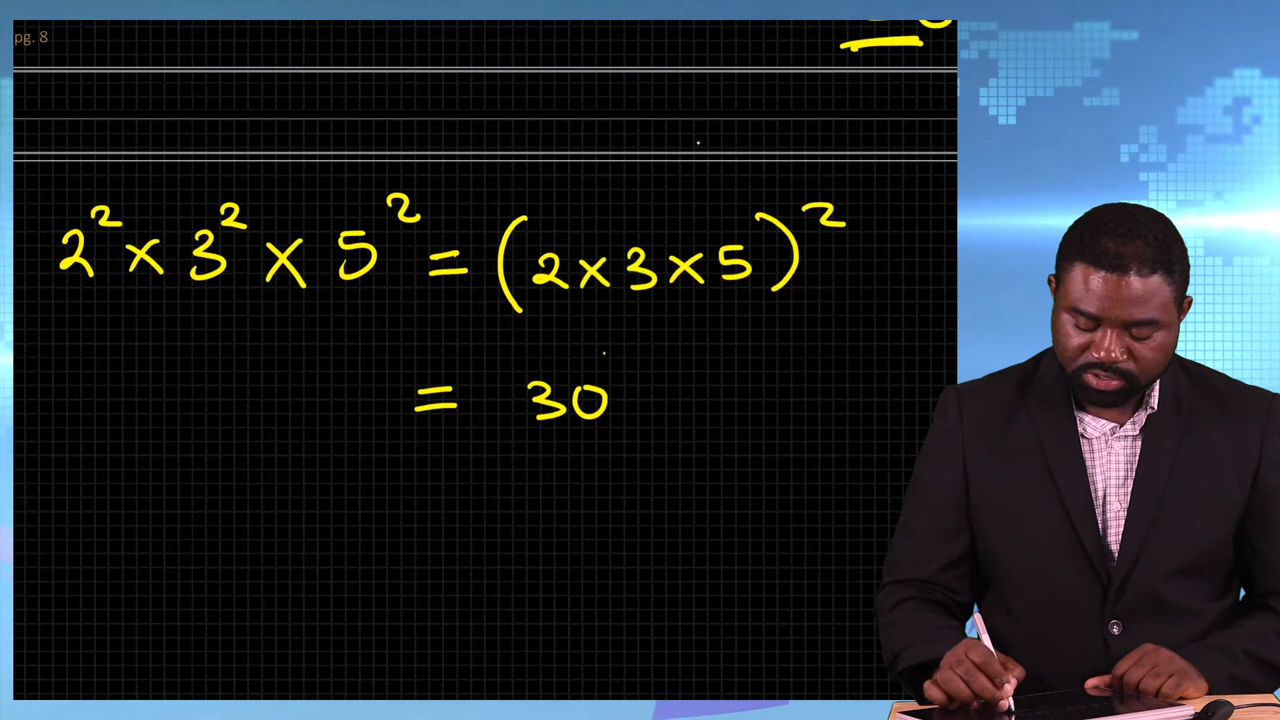 pg. 8
2² × 3² × 5² = (2 × 3 × 5)²
= 30